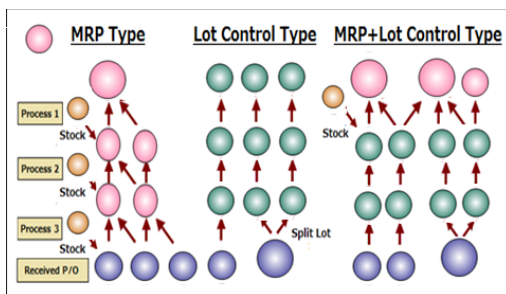 MRP Type
Lot Control Type
MRP+Lot Control Type
Process 1
Stock
Process 2
Stock
Process 3
Stock
Received P/O
Split Lot
Stock